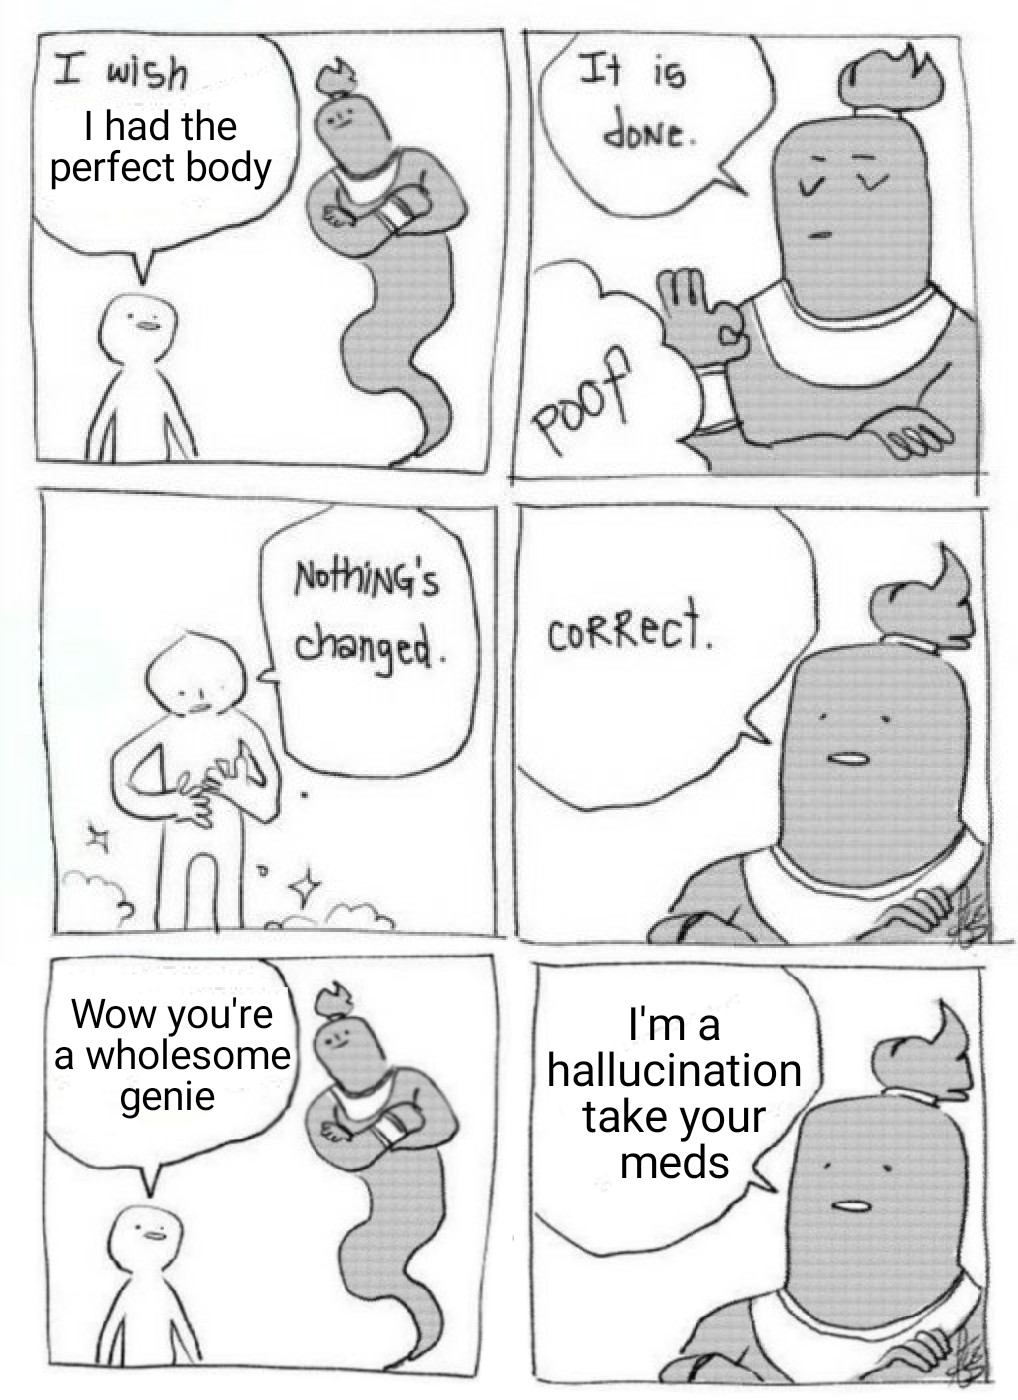 I wish
I had the
perfect body
It is
done.
POOf
NothiNG's
changed.
coRRect.
Wow you're
a wholesome
genie
I'm a
hallucination
take your
meds